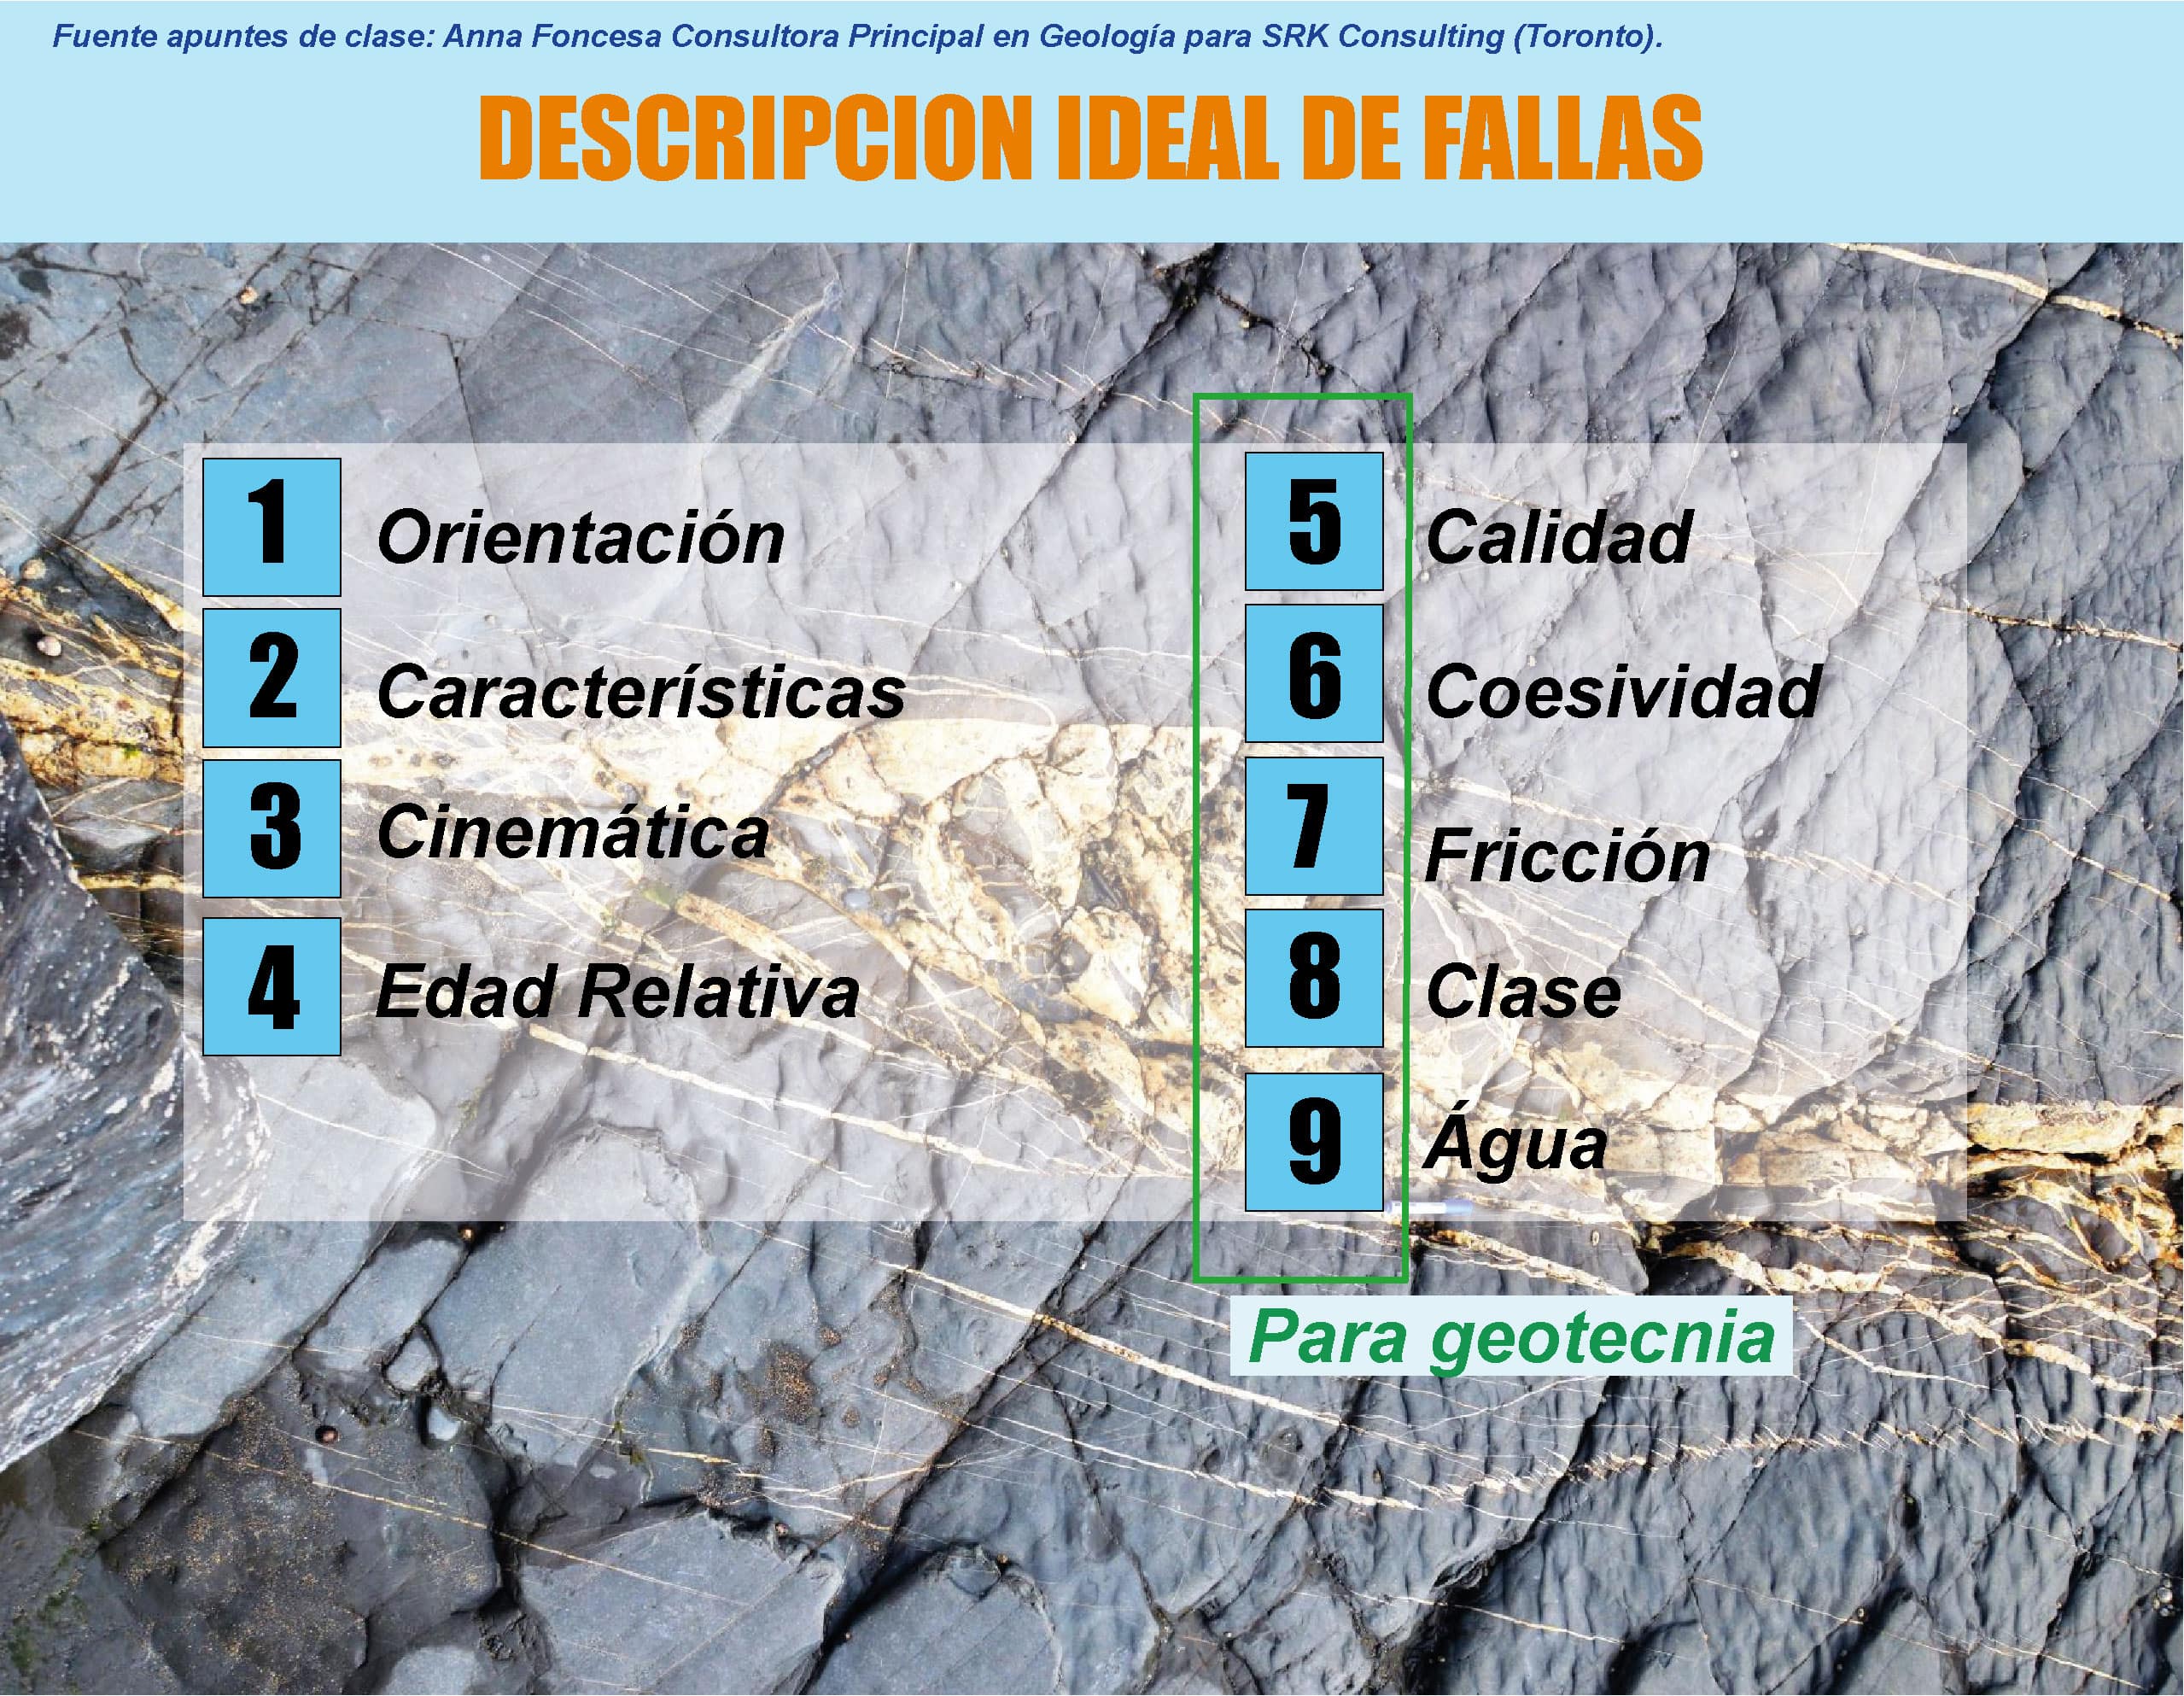 Fuente apuntes de clase: Anna Foncesa Consultora Principal en Geología para SRK Consulting (Toronto).
DESCRIPCION IDEAL DE FALLAS
1 Orientación
2 Características
3 Cinemática
4 Edad Relativa
5 Calidad
6 Coesividad
7 Fricción
8 Clase
9 Água
Para geotecnia